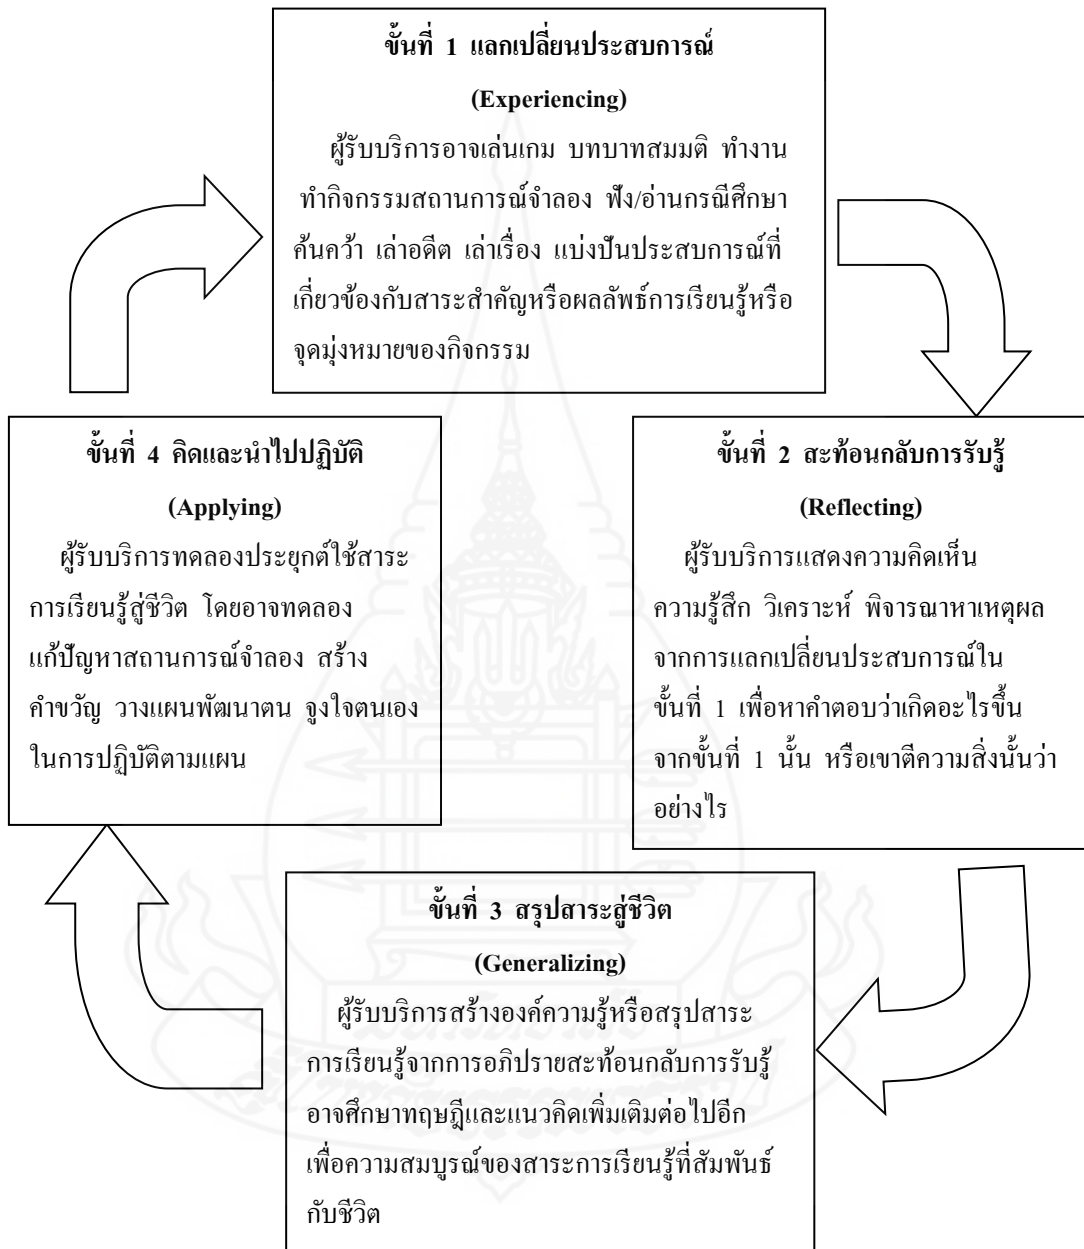 ขั้นที่ 1 แลกเปลี่ยนประสบการณ์
(Experiencing)
ผู้รับบริการอาจเล่นเกม บทบาทสมมติ ทำงาน
ทำกิจกรรมสถานการณ์จำลอง ฟัง/อ่านกรณีศึกษา
ค้นคว้า เล่าอดีต เล่าเรื่อง แบ่งปันประสบการณ์ที่
เกี่ยวข้องกับสาระสำคัญหรือผลลัพธ์การเรียนรู้หรือ
จุดมุ่งหมายของกิจกรรม
ขั้นที่ 2 สะท้อนกลับการรับรู้
(Reflecting)
ผู้รับบริการแสดงความคิดเห็น
ความรู้สึก วิเคราะห์ พิจารณาหาเหตุผล
จากการแลกเปลี่ยนประสบการณ์ใน
ขั้นที่ 1 เพื่อหาคำตอบว่าเกิดอะไรขึ้น
จากขั้นที่ 1 นั้น หรือเขาตีความสิ่งนั้นว่า
อย่างไร
ขั้นที่ 3 สรุปสาระสู่ชีวิต
(Generalizing)
ผู้รับบริการสร้างองค์ความรู้หรือสรุปสาระ
การเรียนรู้จากการอภิปรายสะท้อนกลับการรับรู้
อาจศึกษาทฤษฎีและแนวคิดเพิ่มเติมต่อไปอีก
เพื่อความสมบูรณ์ของสาระการเรียนรู้ที่สัมพันธ์
กับชีวิต
ขั้นที่ 4 คิดและนำไปปฏิบัติ
(Applying)
ผู้รับบริการทดลองประยุกต์ใช้สาระ
การเรียนรู้สู่ชีวิต โดยอาจทดลอง
แก้ปัญหาสถานการณ์จำลอง สร้าง
คำขวัญ วางแผนพัฒนาตน จูงใจตนเอง
ในการปฏิบัติตามแผน